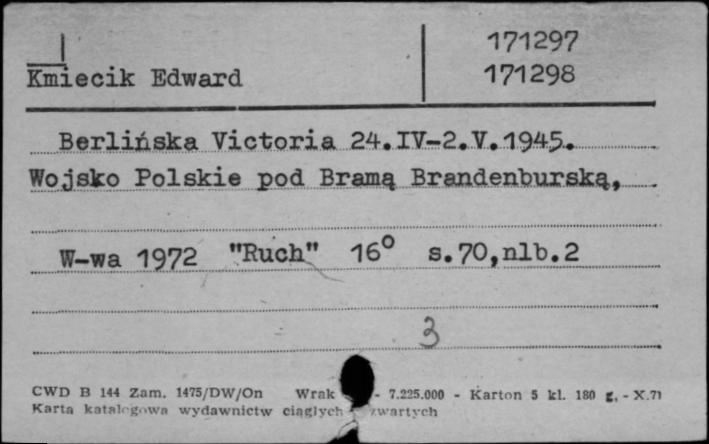 171297
Kmiecik Edward 171298
Berlińska Victoria 24.IV-2.V.1945.
Wojsko Polskie pod Bramą Brandenburską,
W-wa 1972 "Ruch" 16° s.70,nlb.2
3
CWD B 144 Zam. 1475/DW/On Wrak - 7.225.000 - Karton 5 kl. 180 g. - X.71
Karta katalogowa wydawnictw ciągłych zwartych